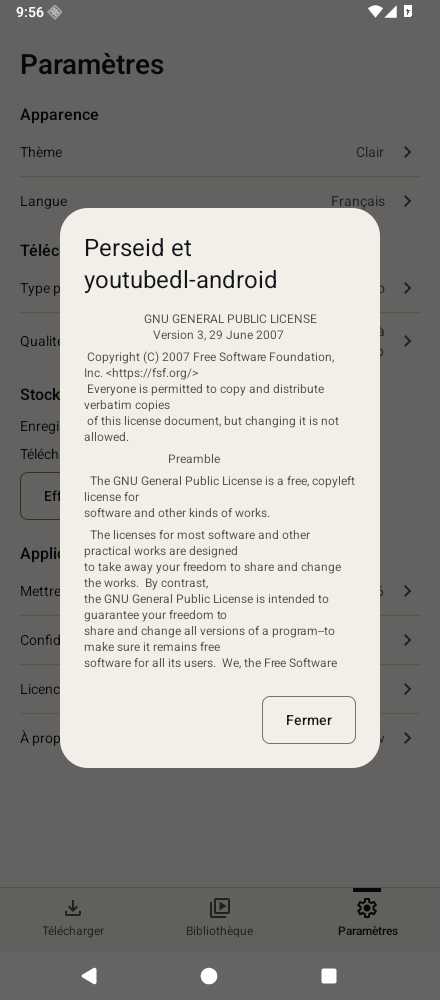 9:56
Paramètres
Apparence
Thème
Clair
Langue
Français
Perseid et
youtubedl-android
GNU GENERAL PUBLIC LICENSE
Version 3, 29 June 2007
Copyright (C) 2007 Free Software Foundation,
Inc. <https://fsf.org/>
Everyone is permitted to copy and distribute
verbatim copies
of this license document, but changing it is not
allowed.
Preamble
The GNU General Public License is a free, copyleft
license for
software and other kinds of works.
The licenses for most software and other
practical works are designed
to take away your freedom to share and change
the works.  By contrast,
the GNU General Public License is intended to
guarantee your freedom to
share and change all versions of a program--to
make sure it remains free
software for all its users.  We, the Free Software
Fermer
Télécharger
Bibliothèque
Paramètres